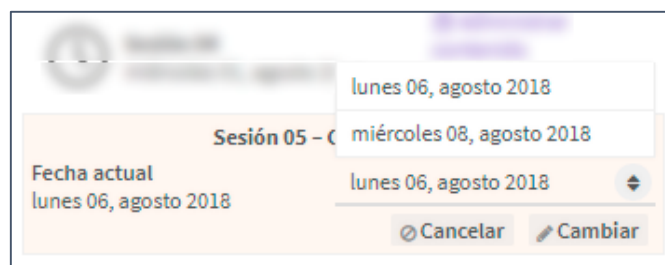 lunes 06, agosto 2018
miércoles 08, agosto 2018
Sesión 05 –
Fecha actual
lunes 06, agosto 2018
lunes 06, agosto 2018
Cancelar
Cambiar